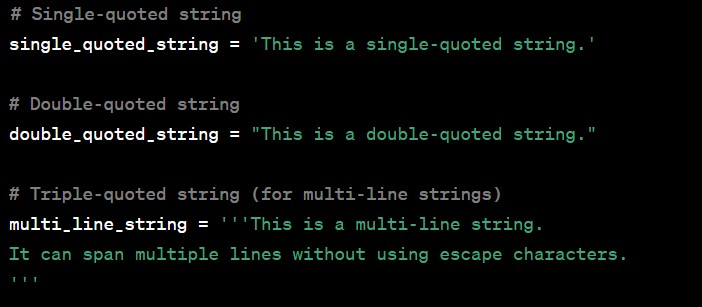 # Single-quoted string
single_quoted_string = 'This is a single-quoted string.'
# Double-quoted string
double_quoted_string = "This is a double-quoted string."
# Triple-quoted string (for multi-line strings)
multi_line_string = '''This is a multi-line string.
It can span multiple lines without using escape characters.
'''